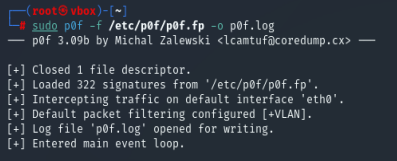 ┌──(root㉿vbox)-[~]
└─# sudo p0f -f /etc/p0f/p0f.fp -o p0f.log
—— p0f 3.09b by Michal Zalewski <lcamtuf@coredump.cx> ——
[+] Closed 1 file descriptor.
[+] Loaded 322 signatures from '/etc/p0f/p0f.fp'.
[+] Intercepting traffic on default interface 'eth0'.
[+] Default packet filtering configured [+VLAN].
[+] Log file 'p0f.log' opened for writing.
[+] Entered main event loop.